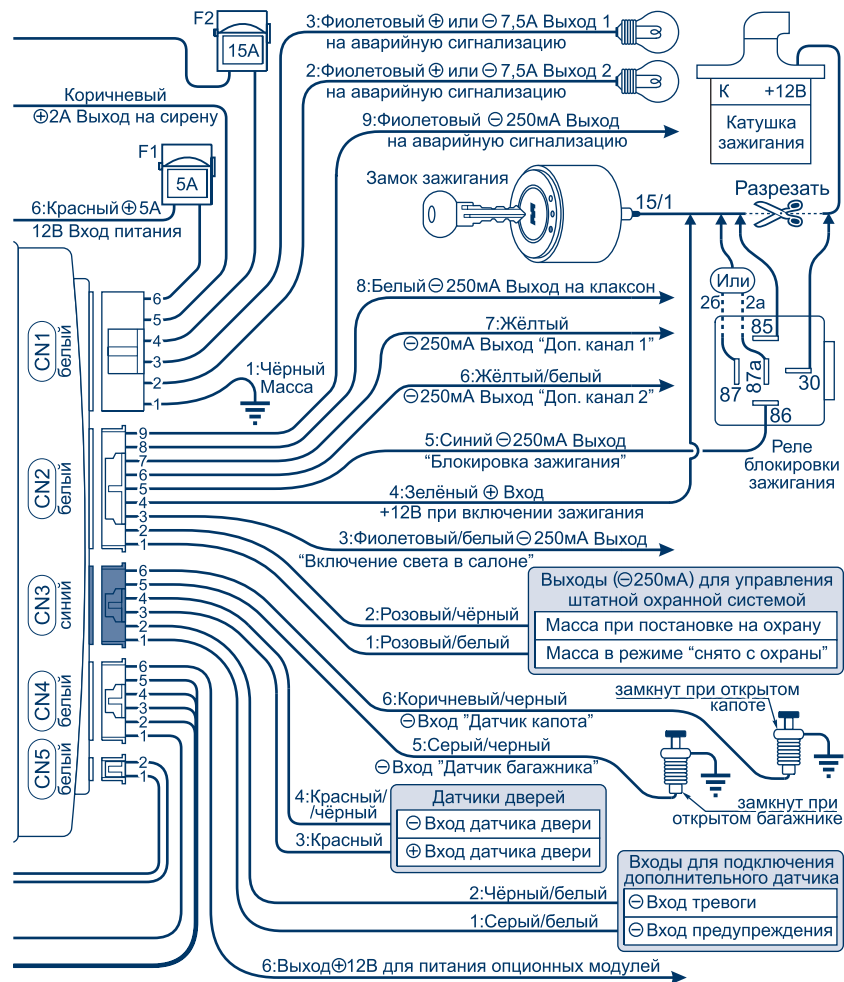 F2
15А
3:Фиолетовый ⊕ или ⊖ 7,5А Выход 1
на аварийную сигнализацию
2:Фиолетовый ⊕ или ⊖ 7,5А Выход 2
на аварийную сигнализацию
Коричневый
⊕2А Выход на сирену
9:Фиолетовый ⊖ 250мА Выход
на аварийную сигнализацию
К +12В
Катушка
зажигания
F1
5А
6:Красный ⊕ 5А
12В Вход питания
Замок зажигания
15/1
Разрезать
8:Белый ⊖ 250мА Выход на клаксон
Или
2б 2а
7:Жёлтый
⊖250мА Выход “Доп. канал 1”
85
87
87а
30
86
6:Жёлтый/белый
⊖250мА Выход “Доп. канал 2”
1:Чёрный
Масса
CN1
белый
6
5
4
3
2
1
5:Синий ⊖ 250мА Выход
“Блокировка зажигания”
Реле
блокировки
зажигания
4:Зелёный ⊕ Вход
+12В при включении зажигания
CN2
белый
9
8
7
6
5
4
3
2
1
3:Фиолетовый/белый ⊖ 250мА Выход
“Включение света в салоне”
Выходы (⊖250мА) для управления
штатной охранной системой
2:Розовый/чёрный
Масса при постановке на охрану
1:Розовый/белый
Масса в режиме “снято с охраны”
CN3
синий
6
5
4
3
2
1
6:Коричневый/черный
⊖Вход ”Датчик капота”
замкнут при открытом
капоте
5:Серый/черный
⊖Вход ”Датчик багажника”
замкнут при
открытом багажнике
CN4
белый
6
5
4
3
2
1
CN5
белый
2
1
4:Красный/
/чёрный
Датчики дверей
⊖ Вход датчика двери
3:Красный
⊕ Вход датчика двери
Входы для подключения
дополнительного датчика
2:Чёрный/белый
⊖ Вход тревоги
1:Серый/белый
⊖ Вход предупреждения
6:Выход⊕12В для питания опционных модулей